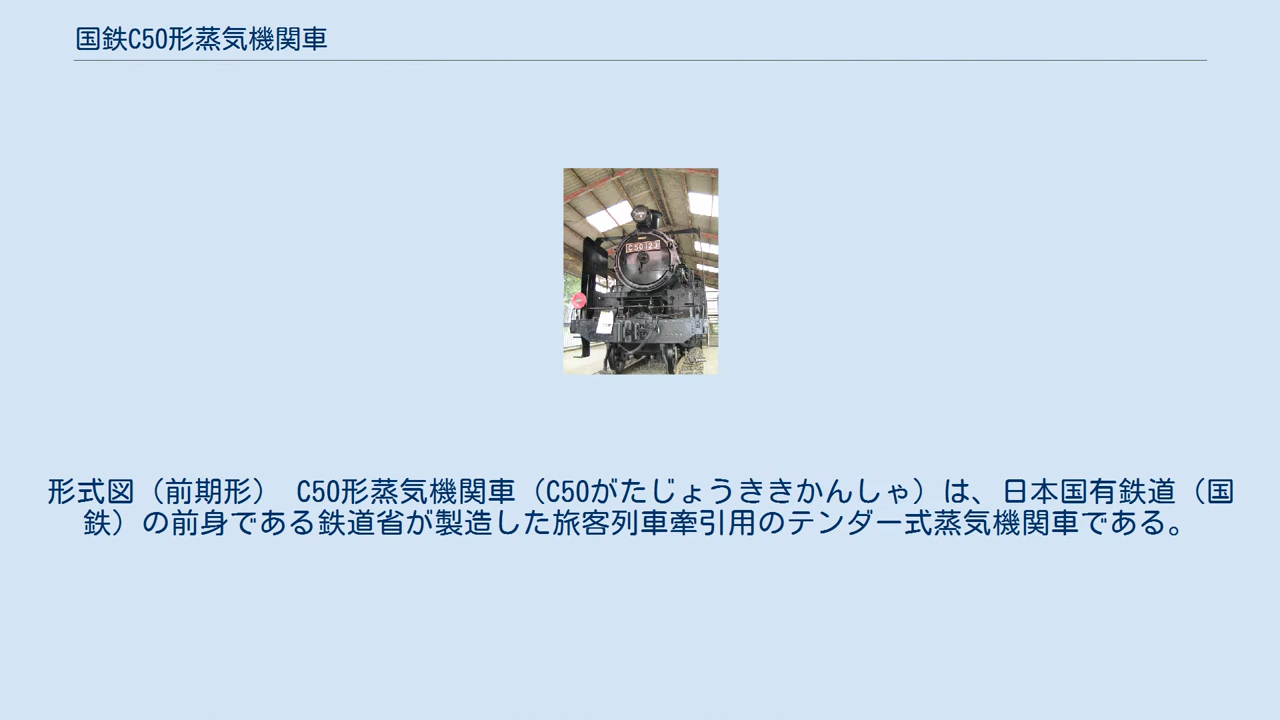 国鉄C50形蒸気機関車
C50 123
形式図（前期形） C50形蒸気機関車（C50がたじょうききかんしゃ）は、日本国有鉄道（国
鉄）の前身である鉄道省が製造した旅客列車牽引用のテンダー式蒸気機関車である。